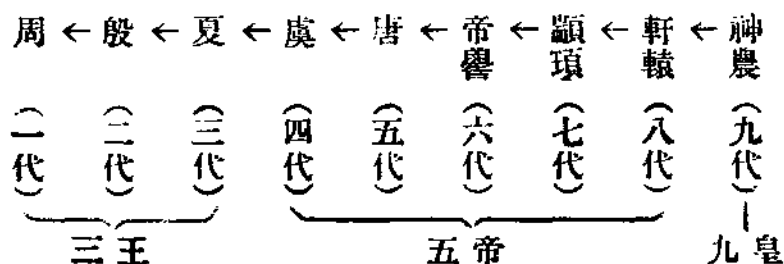 周 ← 殷 ← 夏 ← 虞 ← 唐 ← 帝嚳 ← 顓頊 ← 軒轅 ← 神農
(一代) (二代) (三代) (四代) (五代) (六代) (七代) (八代) (九代)
三王 五帝 九皇